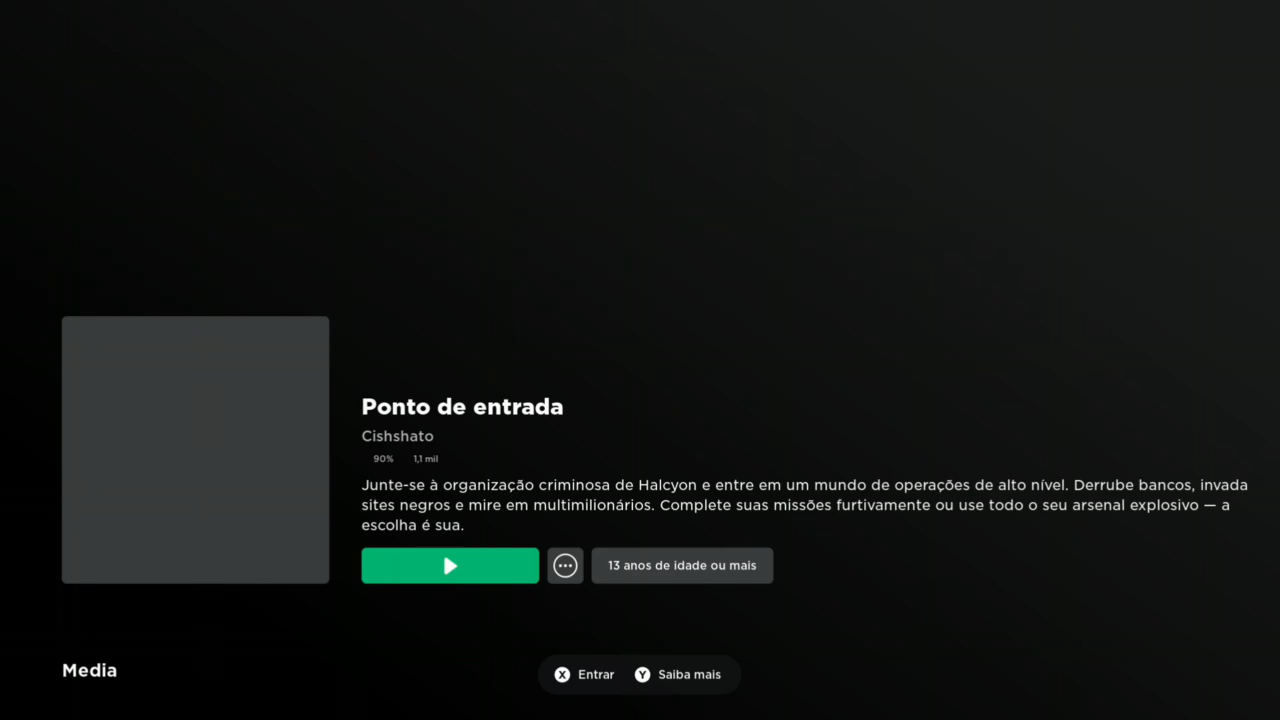 Ponto de entrada
Cishshato
90% 1,1 mil
Junte-se à organização criminosa de Halcyon e entre em um mundo de operações de alto nível. Derrube bancos, invada
sites negros e mire em multimilionários. Complete suas missões furtivamente ou use todo o seu arsenal explosivo — a
escolha é sua.
13 anos de idade ou mais
Media
X Entrar Y Saiba mais